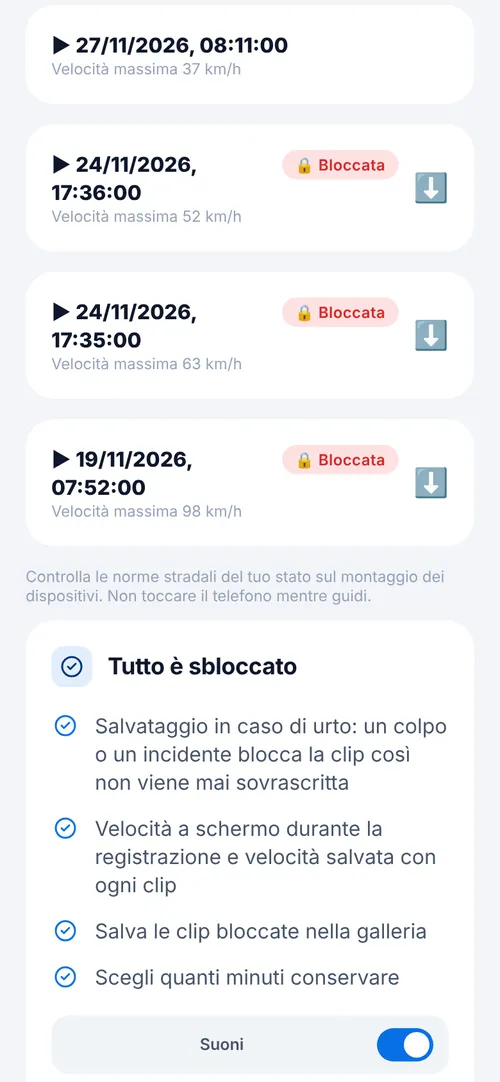 ▶ 27/11/2026, 08:11:00
Velocità massima 37 km/h
▶ 24/11/2026,
17:36:00
🔒 Bloccata
⬇️
Velocità massima 52 km/h
▶ 24/11/2026,
17:35:00
🔒 Bloccata
⬇️
Velocità massima 63 km/h
▶ 19/11/2026,
07:52:00
🔒 Bloccata
⬇️
Velocità massima 98 km/h
Controlla le norme stradali del tuo stato sul montaggio dei
dispositivi. Non toccare il telefono mentre guidi.
Tutto è sbloccato
Salvataggio in caso di urto: un colpo
o un incidente blocca la clip così
non viene mai sovrascritta
Velocità a schermo durante la
registrazione e velocità salvata con
ogni clip
Salva le clip bloccate nella galleria
Scegli quanti minuti conservare
Suoni